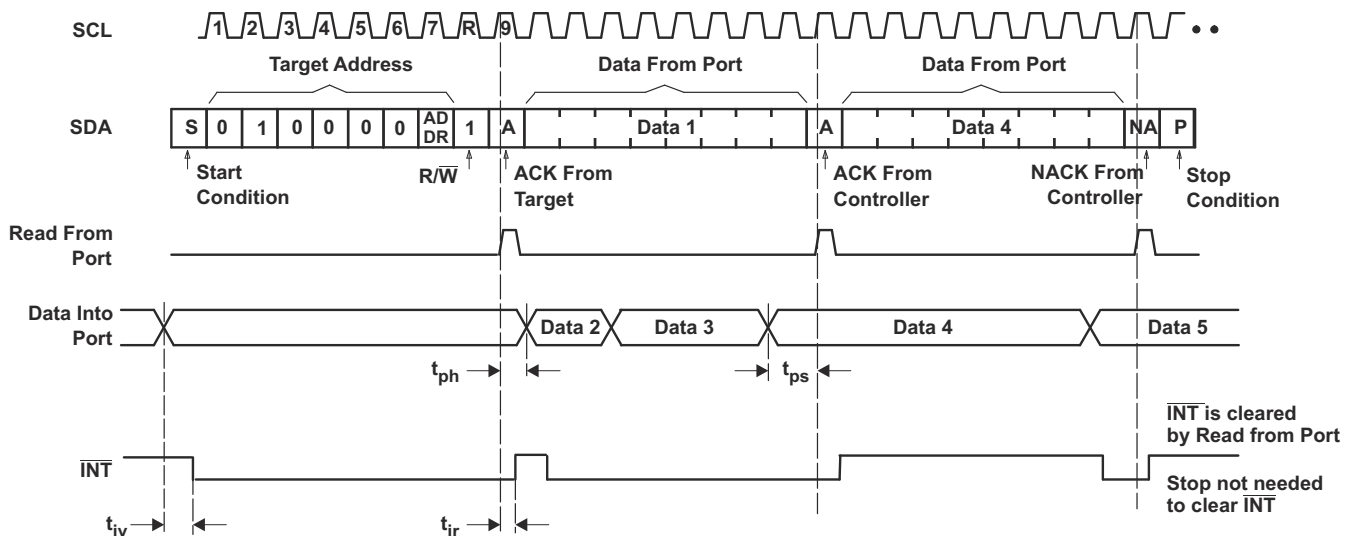 SCL 1 2 3 4 5 6 7 R 9
Target Address Data From Port Data From Port
SDA S 0 1 0 0 0 0 AD DR 1 A Data 1 A Data 4 NA P
Start Condition
R/W
ACK From Target
ACK From Controller
NACK From Controller
Stop Condition
Read From Port
Data Into Port
Data 2 Data 3 Data 4 Data 5
tph tps
INT is cleared by Read from Port
INT
Stop not needed to clear INT
tiv tir